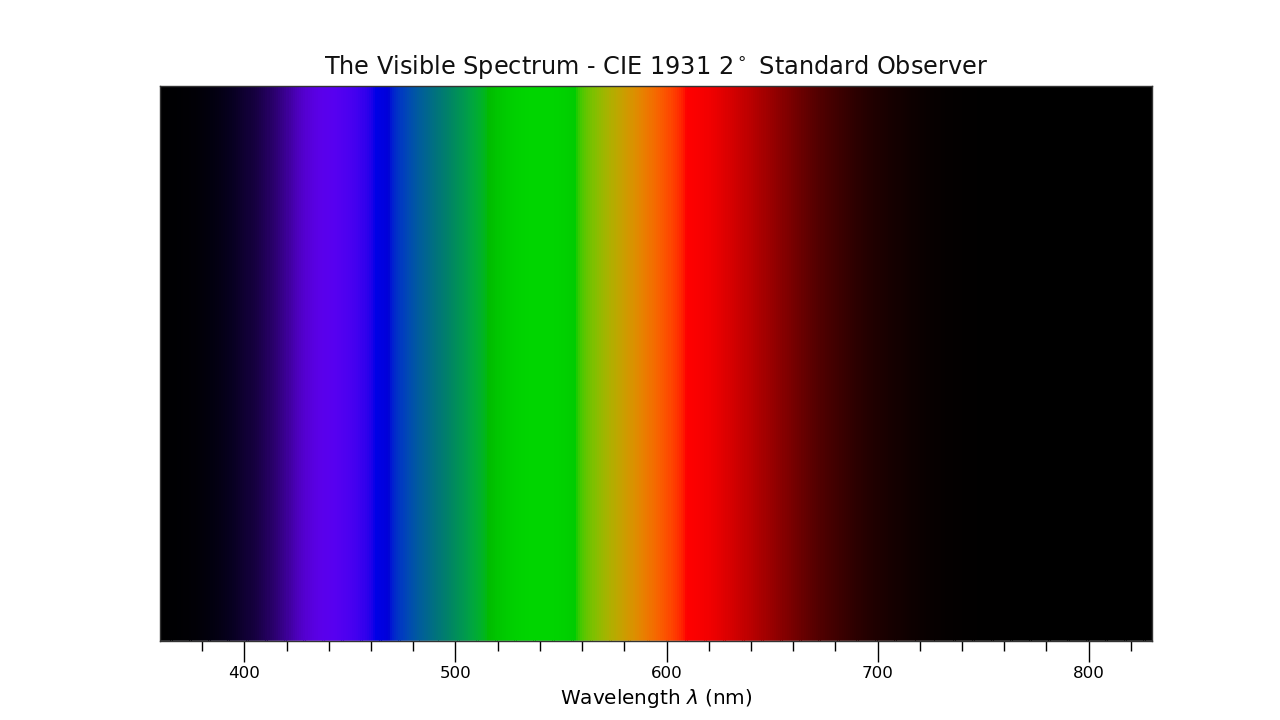 The Visible Spectrum - CIE 1931 2° Standard Observer
400 500 600 700 800
Wavelength λ (nm)